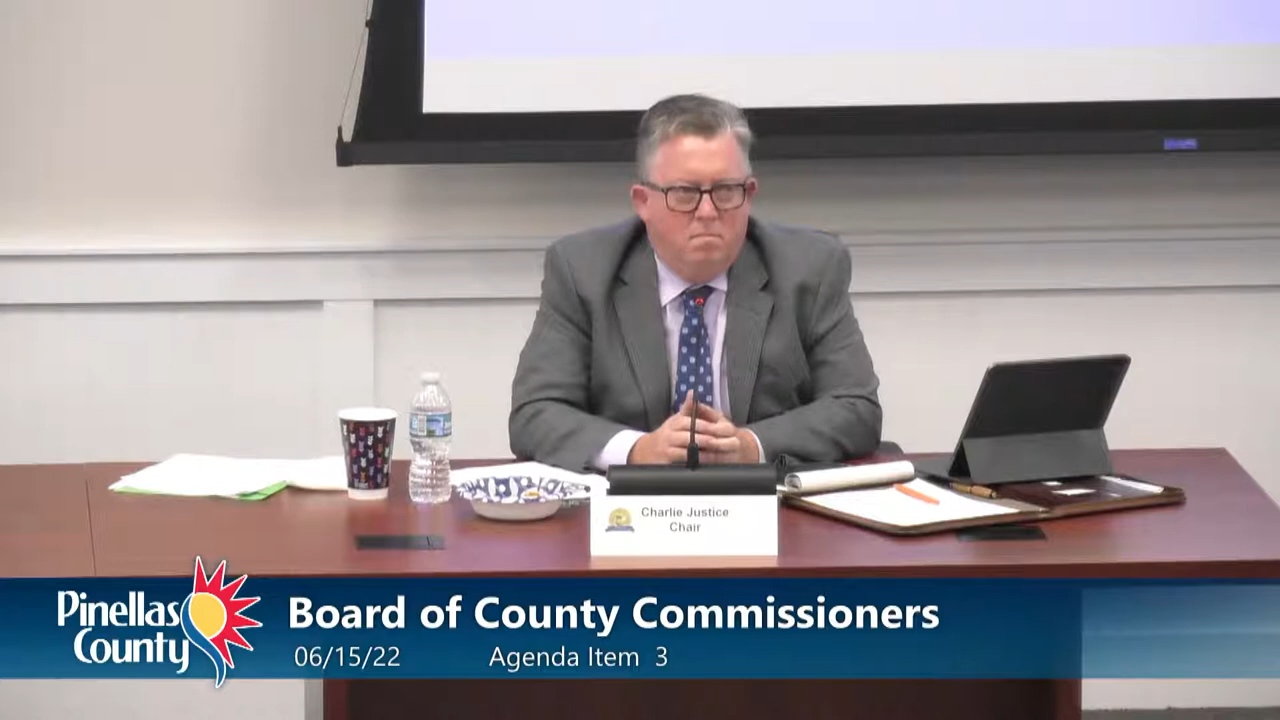 Charlie Justice
Chair
Pinellas
County
Board of County Commissioners
06/15/22 Agenda Item 3